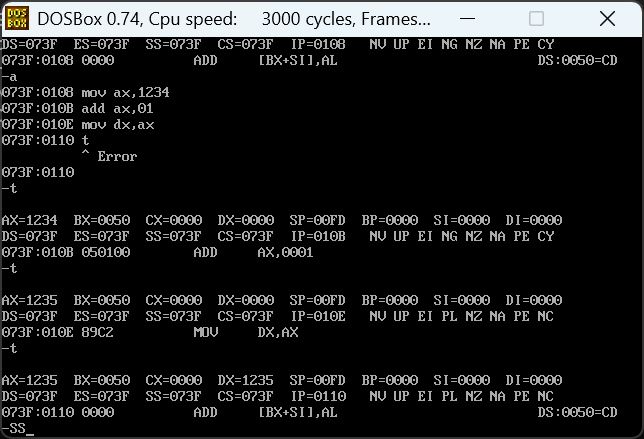 DOS BOX
DOSBox 0.74, Cpu speed: 3000 cycles, Frames...
DS=073F ES=073F SS=073F CS=073F IP=0108 NV UP EI NG NZ NA PE CY
073F:0108 0000 ADD [BX+SI],AL DS:0050=CD
-a
073F:0108 mov ax,1234
073F:010B add ax,01
073F:010E mov dx,ax
073F:0110 t
^ Error
073F:0110
-t
AX=1234 BX=0050 CX=0000 DX=0000 SP=00FD BP=0000 SI=0000 DI=0000
DS=073F ES=073F SS=073F CS=073F IP=010B NV UP EI NG NZ NA PE CY
073F:010B 050100 ADD AX,0001
-t
AX=1235 BX=0050 CX=0000 DX=0000 SP=00FD BP=0000 SI=0000 DI=0000
DS=073F ES=073F SS=073F CS=073F IP=010E NV UP EI PL NZ NA PE NC
073F:010E 89C2 MOV DX,AX
-t
AX=1235 BX=0050 CX=0000 DX=1235 SP=00FD BP=0000 SI=0000 DI=0000
DS=073F ES=073F SS=073F CS=073F IP=0110 NV UP EI PL NZ NA PE NC
073F:0110 0000 ADD [BX+SI],AL DS:0050=CD
-SS_